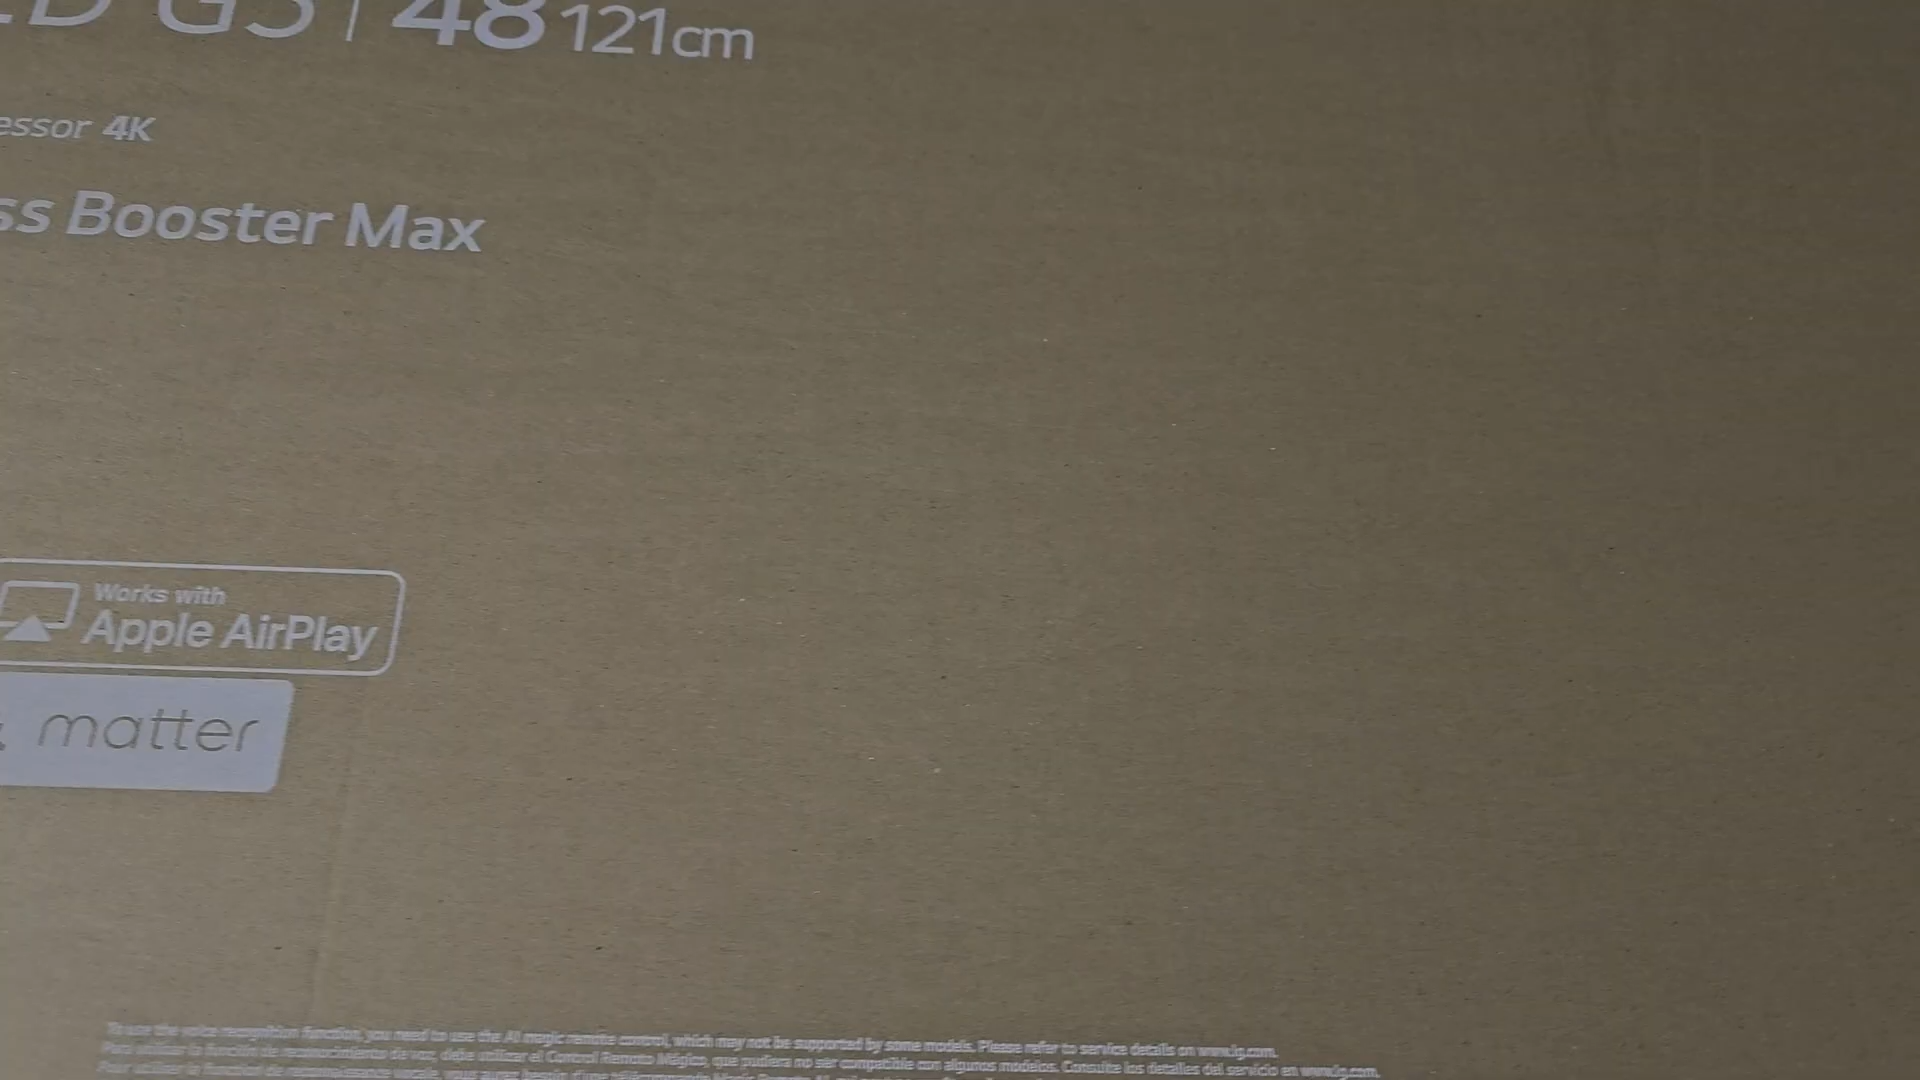 G5 | 48 121cm
essor 4K
ss Booster Max
Works with
Apple AirPlay
matter
To use the voice recognition function, you need to use the AI magic remote control, which may not be supported by some models. Please refer to service details on www.lg.com.
Para utilizar la función de reconocimiento de voz, debe utilizar el Control Remoto Mágico, que pudiera no ser compatible con algunos modelos. Consulte los detalles del servicio en www.lg.com.